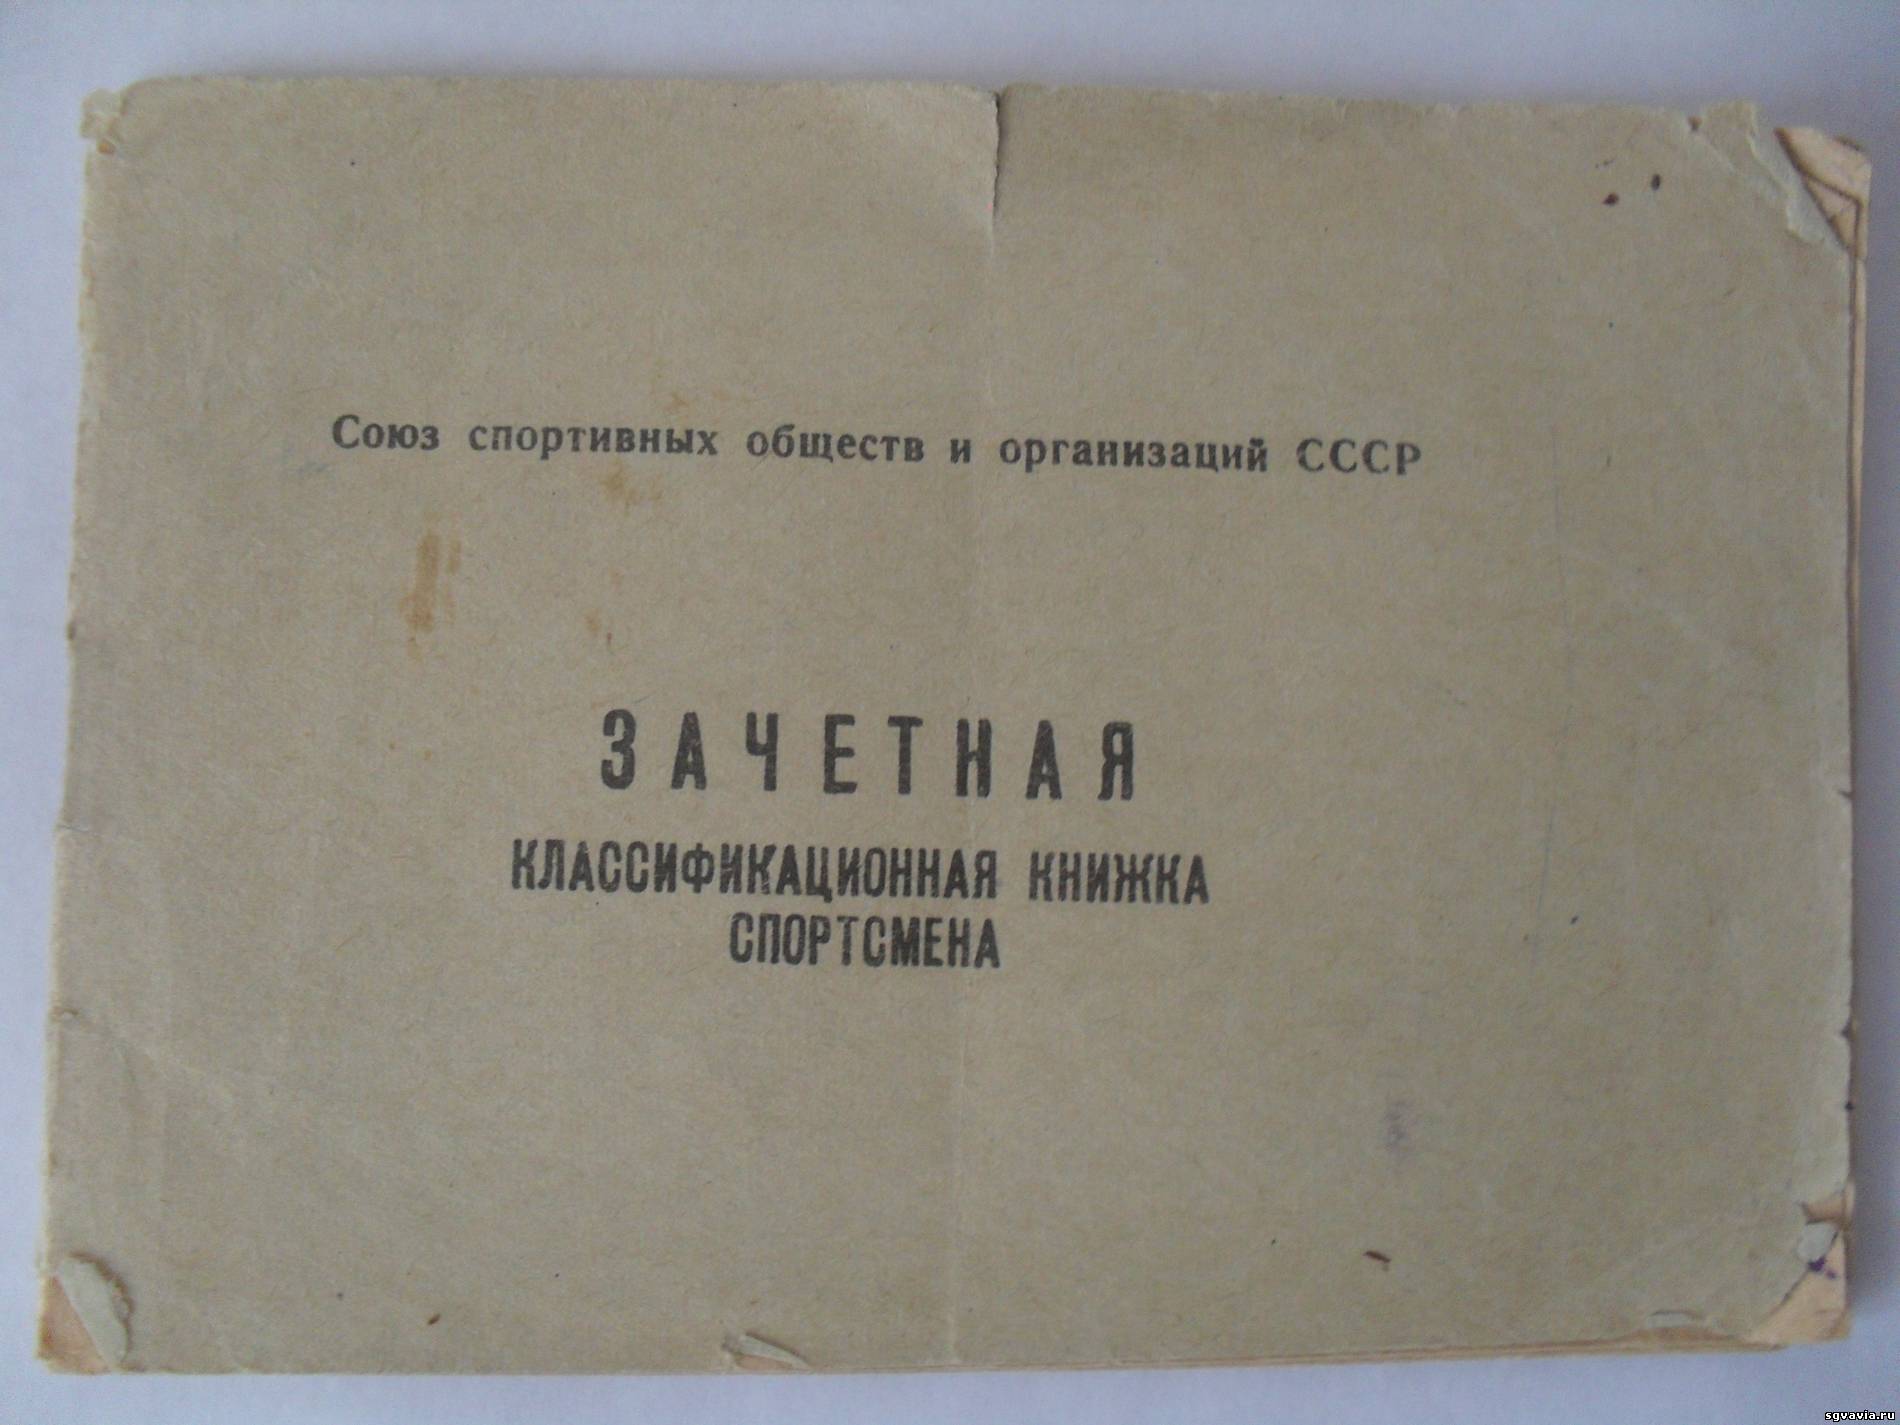 Союз спортивных обществ и организаций СССР
ЗАЧЕТНАЯ
КЛАССИФИКАЦИОННАЯ КНИЖКА
СПОРТСМЕНА
sgvavia.ru